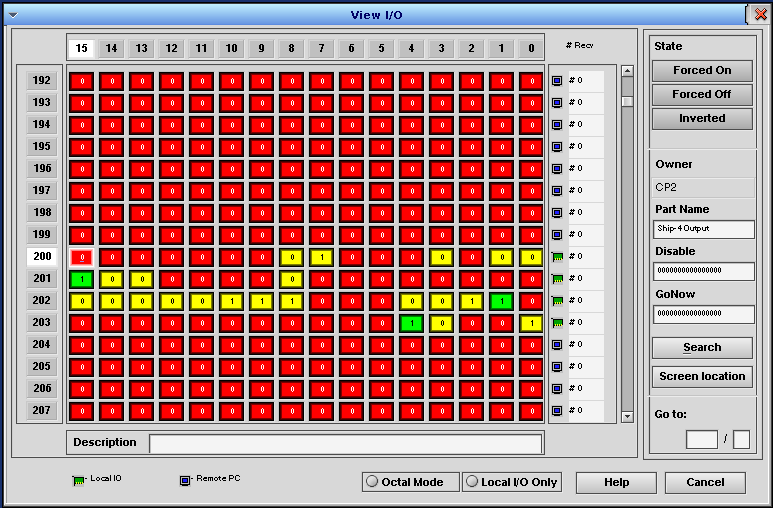 View I/O
15 14 13 12 11 10 9 8 7 6 5 4 3 2 1 0 # Recv
192 0 0 0 0 0 0 0 0 0 0 0 0 0 0 0 0 # 0
193 0 0 0 0 0 0 0 0 0 0 0 0 0 0 0 0 # 0
194 0 0 0 0 0 0 0 0 0 0 0 0 0 0 0 0 # 0
195 0 0 0 0 0 0 0 0 0 0 0 0 0 0 0 0 # 0
196 0 0 0 0 0 0 0 0 0 0 0 0 0 0 0 0 # 0
197 0 0 0 0 0 0 0 0 0 0 0 0 0 0 0 0 # 0
198 0 0 0 0 0 0 0 0 0 0 0 0 0 0 0 0 # 0
199 0 0 0 0 0 0 0 0 0 0 0 0 0 0 0 0 # 0
200 0 0 0 0 0 0 0 0 1 0 0 0 0 0 0 0 # 0
201 1 0 0 0 0 0 0 0 0 0 0 0 0 0 0 0 # 0
202 0 0 0 0 0 1 1 1 0 0 0 0 0 1 1 0 # 0
203 0 0 0 0 0 0 0 0 0 0 0 1 0 0 0 1 # 0
204 0 0 0 0 0 0 0 0 0 0 0 0 0 0 0 0 # 0
205 0 0 0 0 0 0 0 0 0 0 0 0 0 0 0 0 # 0
206 0 0 0 0 0 0 0 0 0 0 0 0 0 0 0 0 # 0
207 0 0 0 0 0 0 0 0 0 0 0 0 0 0 0 0 # 0
Description
State
Forced On
Forced Off
Inverted
Owner
CP2
Part Name
Ship-4 Output
Disable
0000000000000000
GoNow
0000000000000000
Search
Screen location
Go to:
/
- Local IO - Remote PC
Octal Mode Local I/O Only Help Cancel